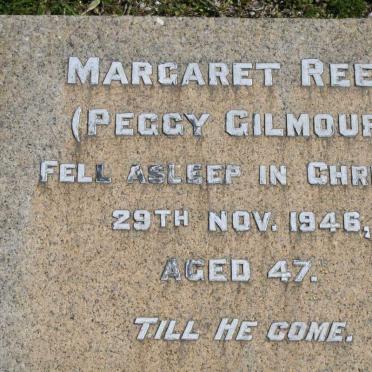 MARGARET REE
(PEGGY GILMOUR
FELL ASLEEP IN CHR
29TH NOV. 1946,
AGED 47.
TILL HE COME.